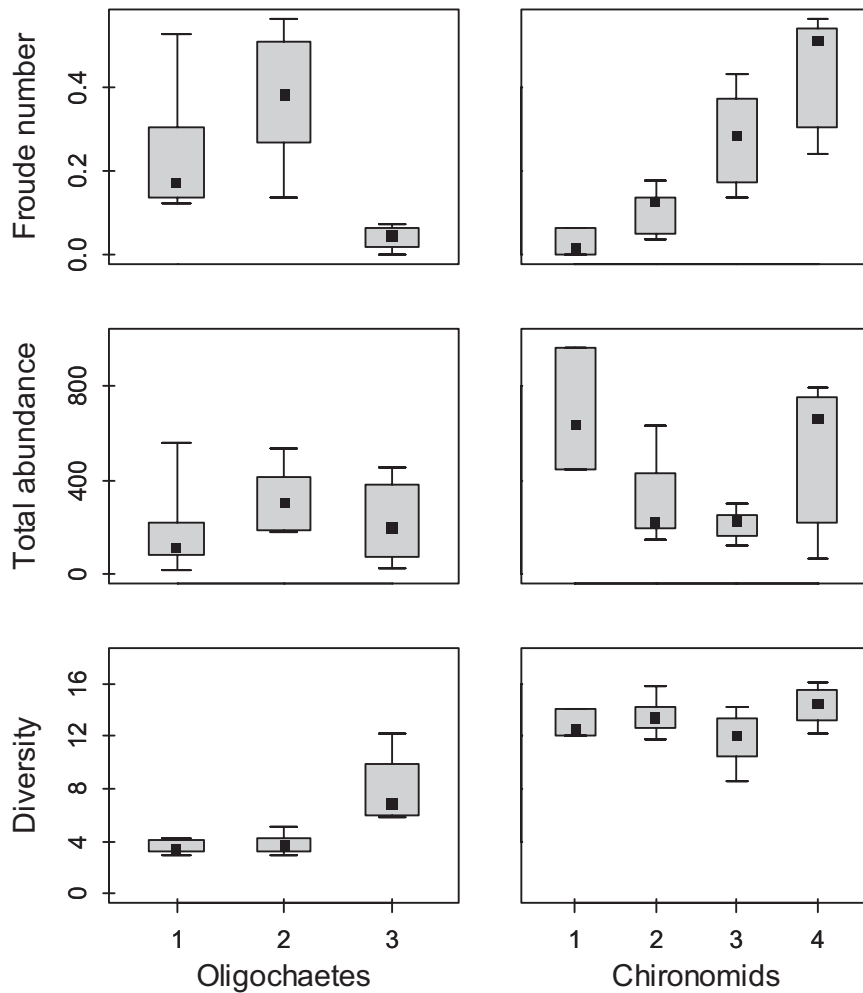 Froude number
0.4
0.2
0.0
Total abundance
800
400
0
Diversity
16
12
8
4
0
1 2 3
Oligochaetes
1 2 3 4
Chironomids